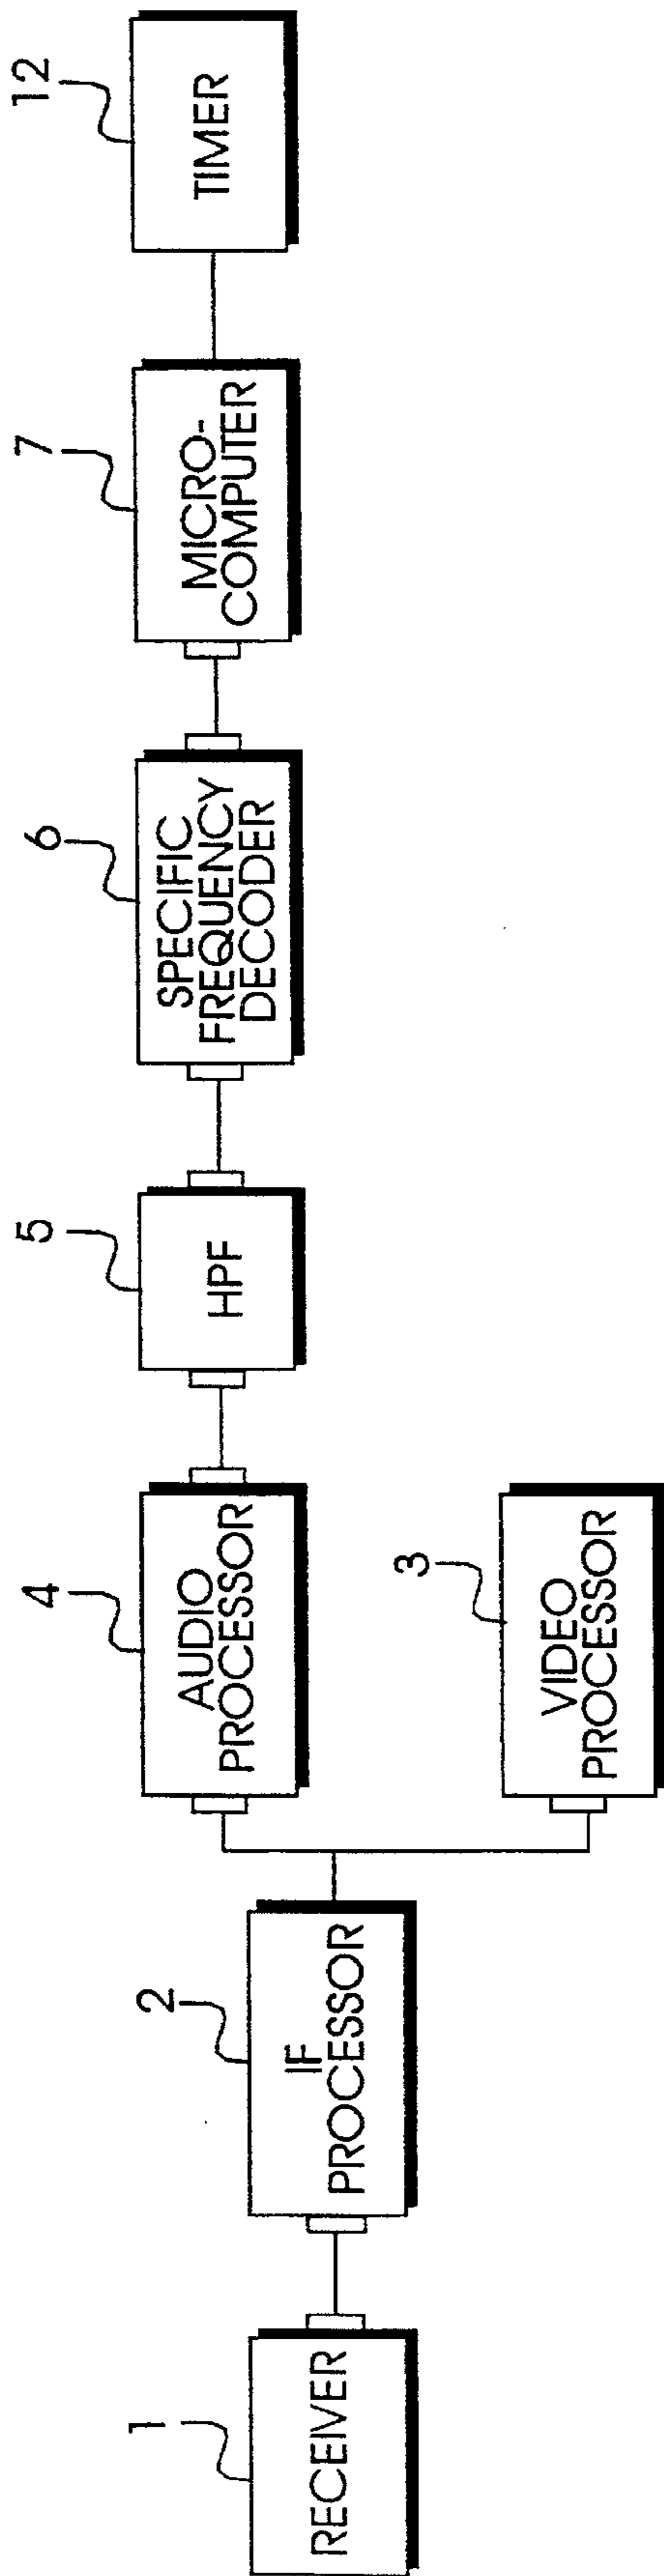 1
RECEIVER
2
IF
PROCESSOR
4
AUDIO
PROCESSOR
3
VIDEO
PROCESSOR
5
HPF
6
SPECIFIC
FREQUENCY
DECODER
7
MICRO-
COMPUTER
12
TIMER